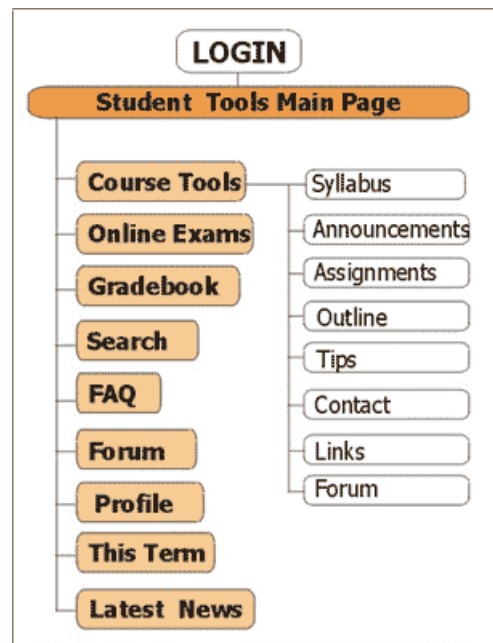 LOGIN
Student Tools Main Page
Course Tools
Online Exams
Gradebook
Search
FAQ
Forum
Profile
This Term
Latest News
Syllabus
Announcements
Assignments
Outline
Tips
Contact
Links
Forum